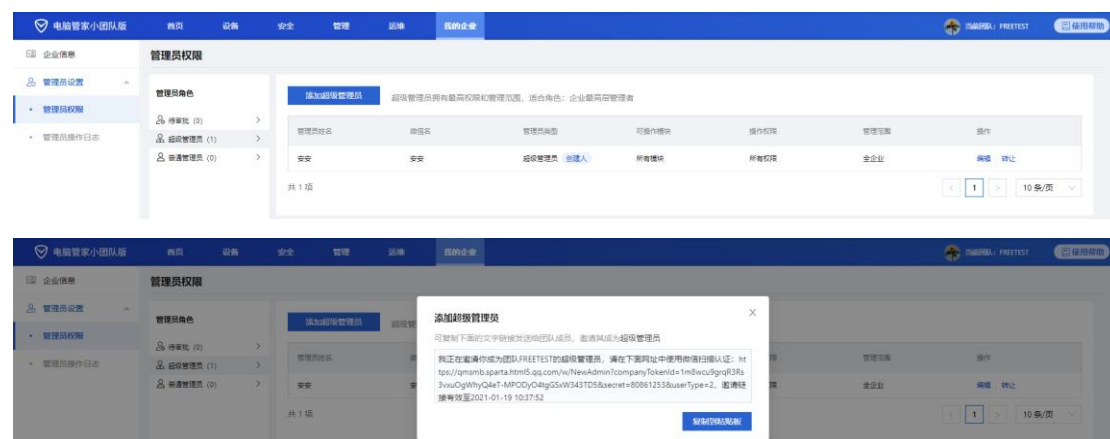 电脑管家小团队版 首页 设备 安全 管理 运维 我的企业 当前团队：FREETEST 使用帮助
企业信息 管理员权限
管理员设置
管理员角色 添加超级管理员 超级管理员拥有最高权限和管理范围，适合角色：企业最高层管理者
管理员权限
待审批 (0)
管理员操作日志 超级管理员 (1) 管理员姓名 微信名 管理员类型 可操作模块 操作权限 管理范围 操作
普通管理员 (0) 安安 安安 超级管理员 创建人 所有模块 所有权限 全企业 编辑 转让
共 1 项 1 10 条/页
电脑管家小团队版 首页 设备 安全 管理 运维 我的企业 当前团队：FREETEST 使用帮助
企业信息 管理员权限
管理员设置
管理员角色 添加超级管理员 超级管
管理员权限
待审批 (0)
管理员操作日志 超级管理员 (1) 管理员姓名 管理范围 操作
普通管理员 (0) 安安 全企业 编辑 转让
共 1 项 1 10 条/页
添加超级管理员
可复制下面的文字链接发送给团队成员，邀请其成为超级管理员
我正在邀请你成为团队FREETEST的超级管理员，请在下面网址中使用微信扫描认证：ht
tps://qmsmb.sparta.html5.qq.com/w/NewAdmin?companyTokenId=1m8wcu9grqR3Rs
3vxuOgWhyQ4eT-MPODyO4tgGSxW343TD5&secret=80861253&userType=2，邀请链
接有效至2021-01-19 10:37:52
复制到粘贴板